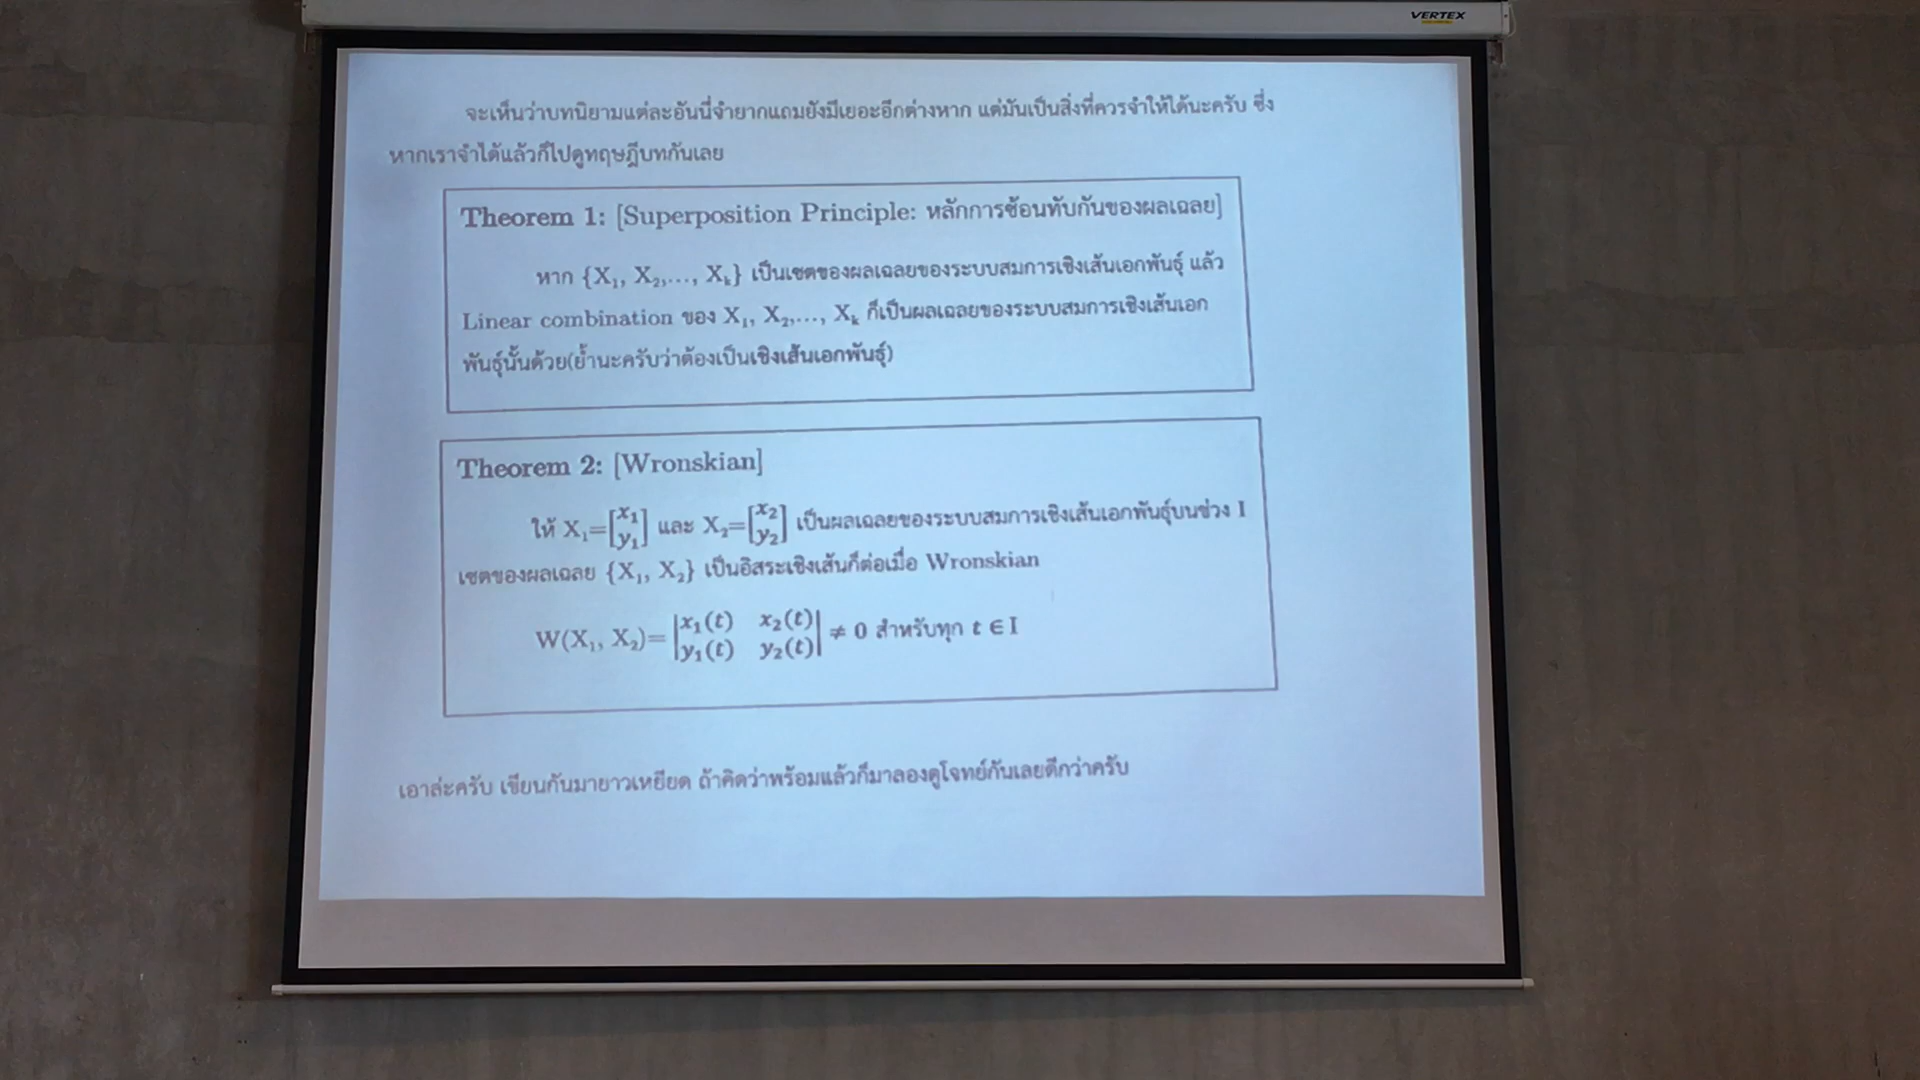 VERTEX
จะเห็นว่าบทนิยามแต่ละอันนี่จำยากแถมยังมีเยอะอีกต่างหาก แต่มันเป็นสิ่งที่ควรจำให้ได้นะครับ ซึ่ง
หากเราจำได้แล้วก็ไปดูทฤษฎีบทกันเลย
Theorem 1: [Superposition Principle: หลักการซ้อนทับกันของผลเฉลย]
หาก {X₁, X₂,..., Xₖ} เป็นเซตของผลเฉลยของระบบสมการเชิงเส้นเอกพันธุ์ แล้ว
Linear combination ของ X₁, X₂,..., Xₖ ก็เป็นผลเฉลยของระบบสมการเชิงเส้นเอก
พันธุ์นั้นด้วย(ย้ำนะครับว่าต้องเป็นเชิงเส้นเอกพันธุ์)
Theorem 2: [Wronskian]
ให้ X₁=[x₁ y₁] และ X₂=[x₂ y₂] เป็นผลเฉลยของระบบสมการเชิงเส้นเอกพันธุ์บนช่วง I
เซตของผลเฉลย {X₁, X₂} เป็นอิสระเชิงเส้นก็ต่อเมื่อ Wronskian
W(X₁, X₂)= |x₁(t) x₂(t) y₁(t) y₂(t)| ≠ 0 สำหรับทุก t ∈ I
เอาล่ะครับ เขียนกันมายาวเหยียด ถ้าคิดว่าพร้อมแล้วก็มาลองดูโจทย์กันเลยดีกว่าครับ